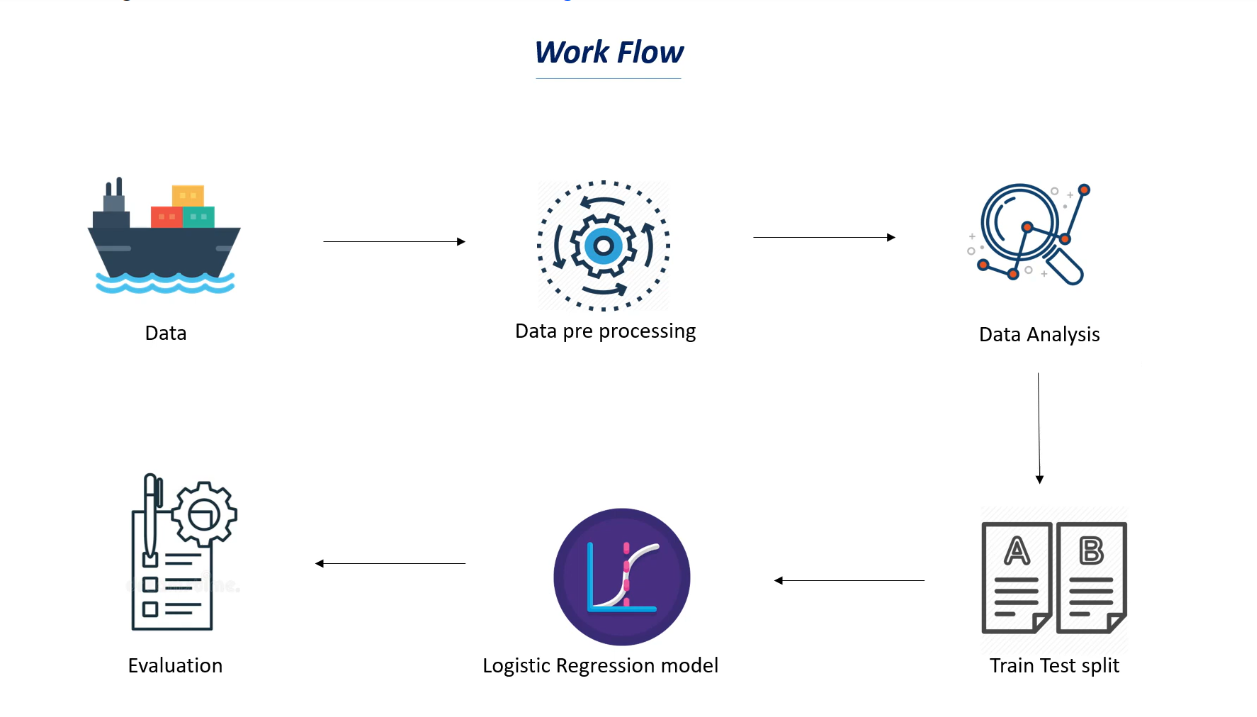 Work Flow
Data
Data pre processing
Data Analysis
A B
Evaluation
Logistic Regression model
Train Test split